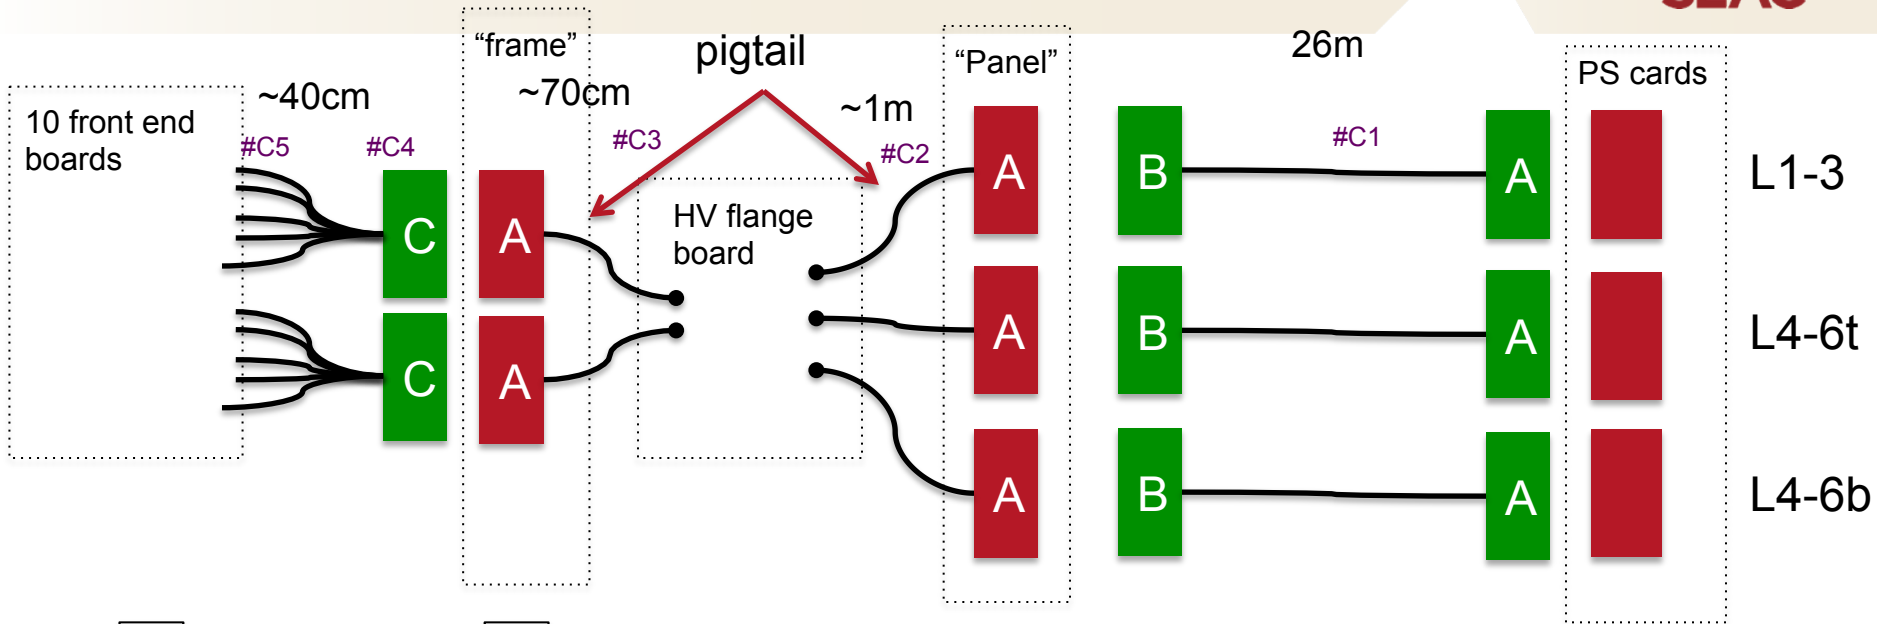 SLAC
"frame"
pigtail
"Panel"
26m
PS cards
~40cm
~70cm
~1m
10 front end
boards
#C5
#C4
#C3
#C2
#C1
HV flange
board
C
A
A
B
A
L1-3
C
A
A
B
A
L4-6t
A
B
A
L4-6b